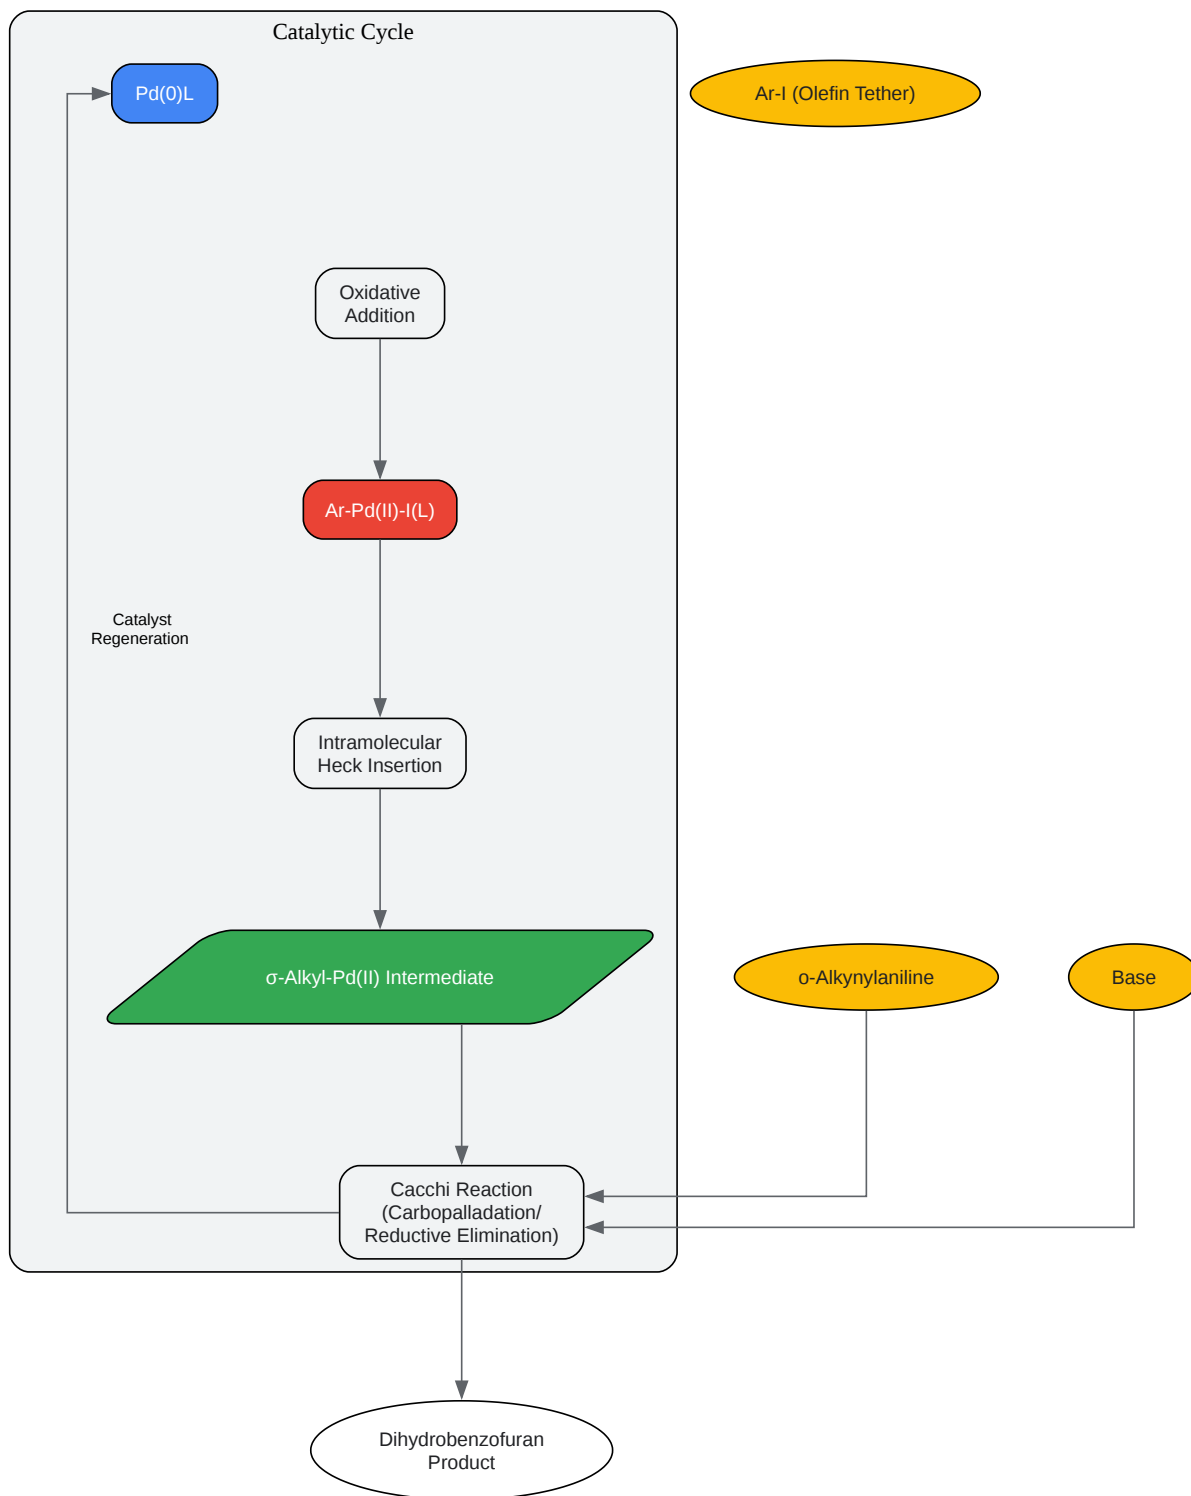 Catalytic Cycle
Pd(0)L
Ar-I (Olefin Tether)
Oxidative
Addition
Ar-Pd(II)-I(L)
Catalyst
Regeneration
Intramolecular
Heck Insertion
σ-Alkyl-Pd(II) Intermediate
o-Alkynylaniline
Base
Cacchi Reaction
(Carbopalladation/
Reductive Elimination)
Dihydrobenzofuran
Product